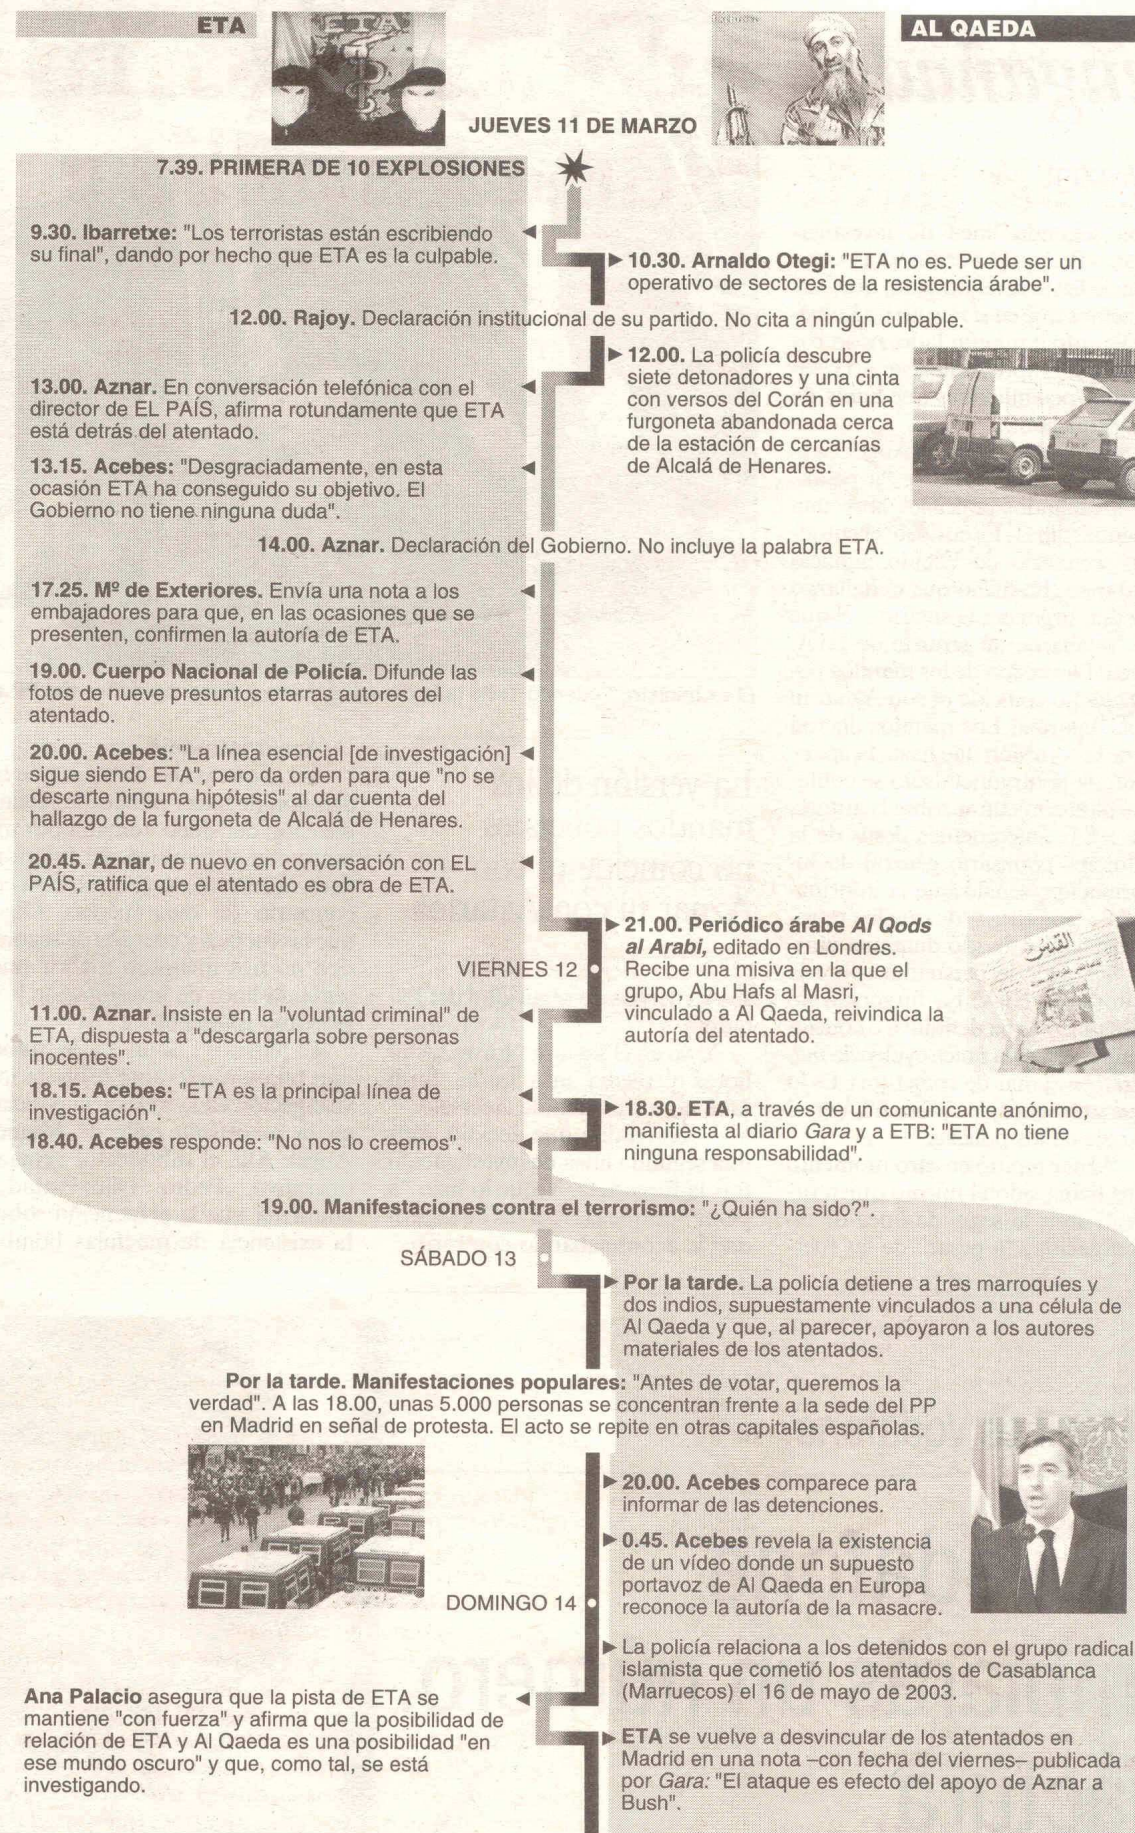 ETA
AL QAEDA
JUEVES 11 DE MARZO
7.39. PRIMERA DE 10 EXPLOSIONES
9.30. Ibarretxe: "Los terroristas están escribiendo
su final", dando por hecho que ETA es la culpable.
10.30. Arnaldo Otegi: "ETA no es. Puede ser un
operativo de sectores de la resistencia árabe".
12.00. Rajoy. Declaración institucional de su partido. No cita a ningún culpable.
12.00. La policía descubre
siete detonadores y una cinta
con versos del Corán en una
furgoneta abandonada cerca
de la estación de cercanías
de Alcalá de Henares.
13.00. Aznar. En conversación telefónica con el
director de EL PAÍS, afirma rotundamente que ETA
está detrás del atentado.
13.15. Acebes: "Desgraciadamente, en esta
ocasión ETA ha conseguido su objetivo. El
Gobierno no tiene ninguna duda".
14.00. Aznar. Declaración del Gobierno. No incluye la palabra ETA.
17.25. Mº de Exteriores. Envía una nota a los
embajadores para que, en las ocasiones que se
presenten, confirmen la autoría de ETA.
19.00. Cuerpo Nacional de Policía. Difunde las
fotos de nueve presuntos etarras autores del
atentado.
20.00. Acebes: "La línea esencial [de investigación]
sigue siendo ETA", pero da orden para que "no se
descarte ninguna hipótesis" al dar cuenta del
hallazgo de la furgoneta de Alcalá de Henares.
20.45. Aznar, de nuevo en conversación con EL
PAÍS, ratifica que el atentado es obra de ETA.
21.00. Periódico árabe Al Qods
al Arabi, editado en Londres.
Recibe una misiva en la que el
grupo, Abu Hafs al Masri,
vinculado a Al Qaeda, reivindica la
autoría del atentado.
القدس
VIERNES 12
11.00. Aznar. Insiste en la "voluntad criminal" de
ETA, dispuesta a "descargarla sobre personas
inocentes".
18.15. Acebes: "ETA es la principal línea de
investigación".
18.30. ETA, a través de un comunicante anónimo,
manifiesta al diario Gara y a ETB: "ETA no tiene
ninguna responsabilidad".
18.40. Acebes responde: "No nos lo creemos".
19.00. Manifestaciones contra el terrorismo: "¿Quién ha sido?".
SÁBADO 13
Por la tarde. La policía detiene a tres marroquíes y
dos indios, supuestamente vinculados a una célula de
Al Qaeda y que, al parecer, apoyaron a los autores
materiales de los atentados.
Por la tarde. Manifestaciones populares: "Antes de votar, queremos la
verdad". A las 18.00, unas 5.000 personas se concentran frente a la sede del PP
en Madrid en señal de protesta. El acto se repite en otras capitales españolas.
20.00. Acebes comparece para
informar de las detenciones.
0.45. Acebes revela la existencia
de un vídeo donde un supuesto
portavoz de Al Qaeda en Europa
reconoce la autoría de la masacre.
DOMINGO 14
La policía relaciona a los detenidos con el grupo radical
islamista que cometió los atentados de Casablanca
(Marruecos) el 16 de mayo de 2003.
Ana Palacio asegura que la pista de ETA se
mantiene "con fuerza" y afirma que la posibilidad de
relación de ETA y Al Qaeda es una posibilidad "en
ese mundo oscuro" y que, como tal, se está
investigando.
ETA se vuelve a desvincular de los atentados en
Madrid en una nota –con fecha del viernes– publicada
por Gara: "El ataque es efecto del apoyo de Aznar a
Bush".